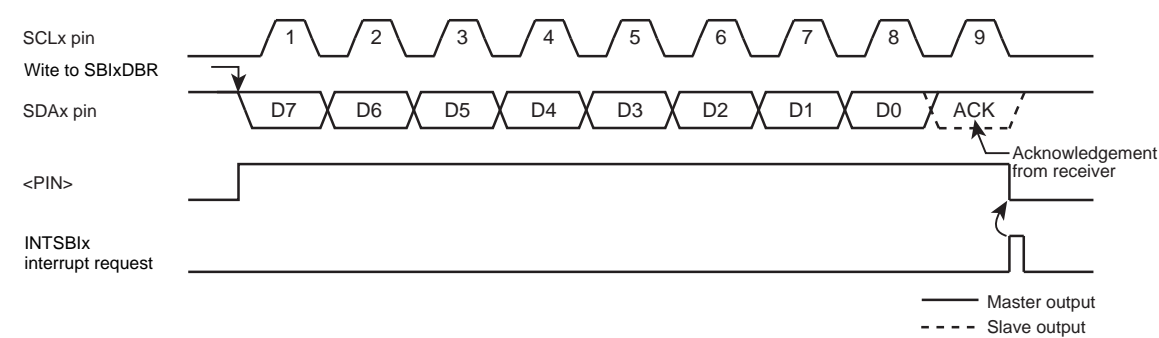 SCLx pin
1 2 3 4 5 6 7 8 9
Wite to SBIxDBR
SDAx pin
D7 D6 D5 D4 D3 D2 D1 D0 ACK
Acknowledgement
from receiver
<PIN>
INTSBIx
interrupt request
Master output
Slave output